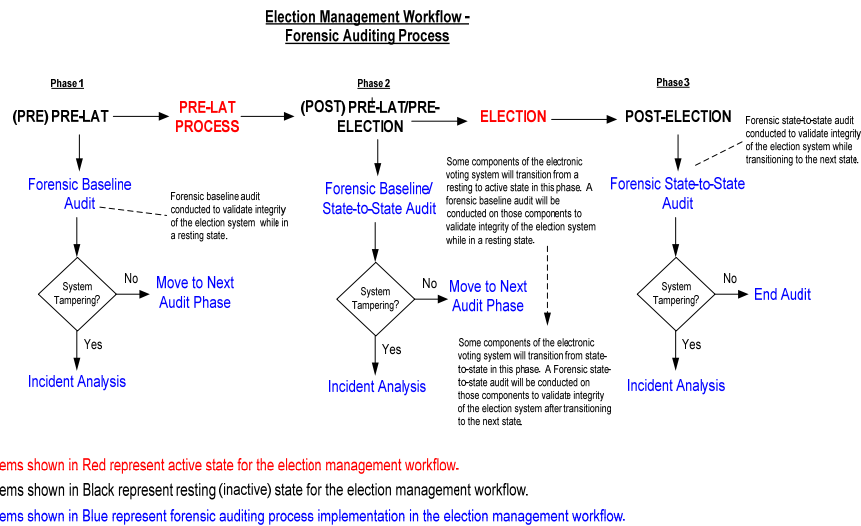 Election Management Workflow -
Forensic Auditing Process
Phase 1
Phase 2
Phase 3
(PRE) PRE-LAT
PRE-LAT
PROCESS
(POST) PRE-LAT/PRE-
ELECTION
ELECTION
POST-ELECTION
Forensic state-to-state audit
conducted to validate integrity
of the election system while
transitioning to the next state.
Forensic Baseline
Audit
Forensic baseline audit
conducted to validate integrity
of the election system while in
a resting state.
Forensic Baseline/
State-to-State Audit
Some components of the electronic
voting system will transition from a
resting to active state in this phase. A
forensic baseline audit will be
conducted on those components to
validate integrity of the election system
while in a resting state.
Forensic State-to-State
Audit
System
Tampering?
No
Move to Next
Audit Phase
Yes
Incident Analysis
System
Tampering?
No
Move to Next
Audit Phase
Yes
Incident Analysis
Some components of the electronic
voting system will transition from state-
to-state in this phase. A Forensic state-
to-state audit will be conducted on
those components to validate integrity
of the election system after transitioning
to the next state.
System
Tampering?
No
End Audit
Yes
Incident Analysis
ems shown in Red represent active state for the election management workflow.
ems shown in Black represent resting (inactive) state for the election management workflow.
ems shown in Blue represent forensic auditing process implementation in the election management workflow.